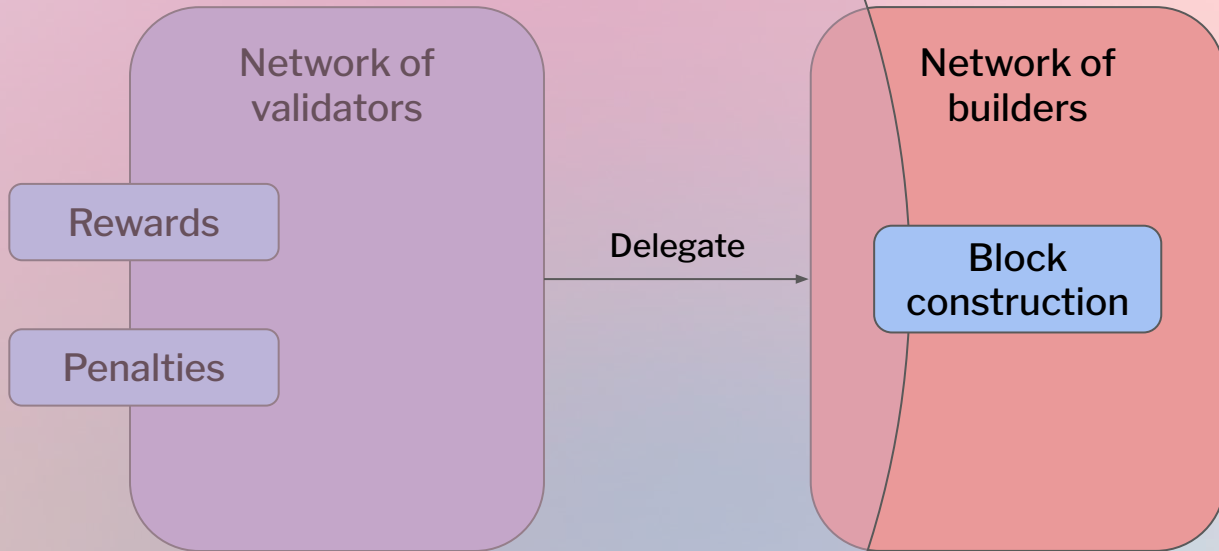 Network of
validators
Rewards
Penalties
Delegate
Network of
builders
Block
construction